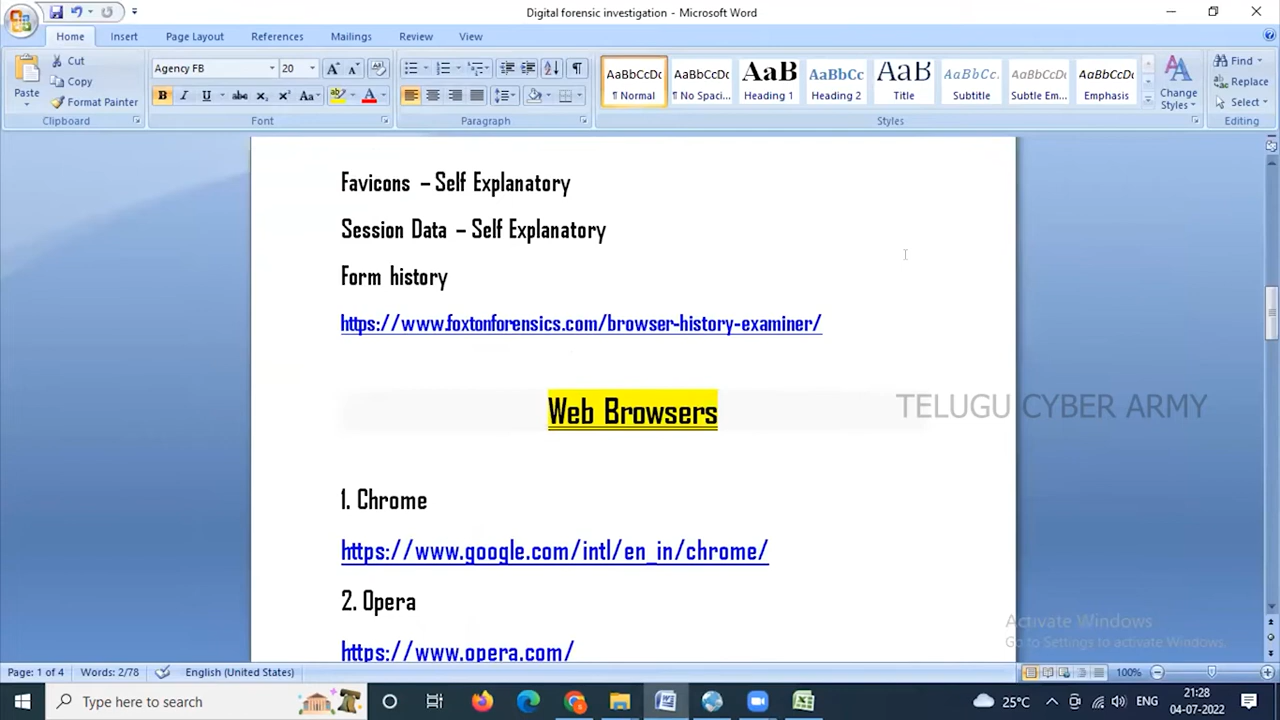 Digital forensic investigation - Microsoft Word
Home Insert Page Layout References Mailings Review View
Paste
Cut
Copy
Format Painter
Clipboard
Agency FB 20
Font
Paragraph
AaBbCcDc AaBbCcDc AaB AaBbCc AaB AaBbCc. AaBbCcDc AaBbCcDc
¶ Normal ¶ No Spaci... Heading 1 Heading 2 Title Subtitle Subtle Em... Emphasis
Change Styles
Styles
Find
Replace
Select
Editing
Favicons – Self Explanatory
Session Data – Self Explanatory
Form history
https://www.foxtonforensics.com/browser-history-examiner/
Web Browsers
TELUGU CYBER ARMY
1. Chrome
https://www.google.com/intl/en_in/chrome/
2. Opera
https://www.opera.com/
Activate Windows
Go to Settings to activate Windows.
Page: 1 of 4 Words: 2/78 English (United States) 100%
Type here to search
25°C ENG 21:28
04-07-2022